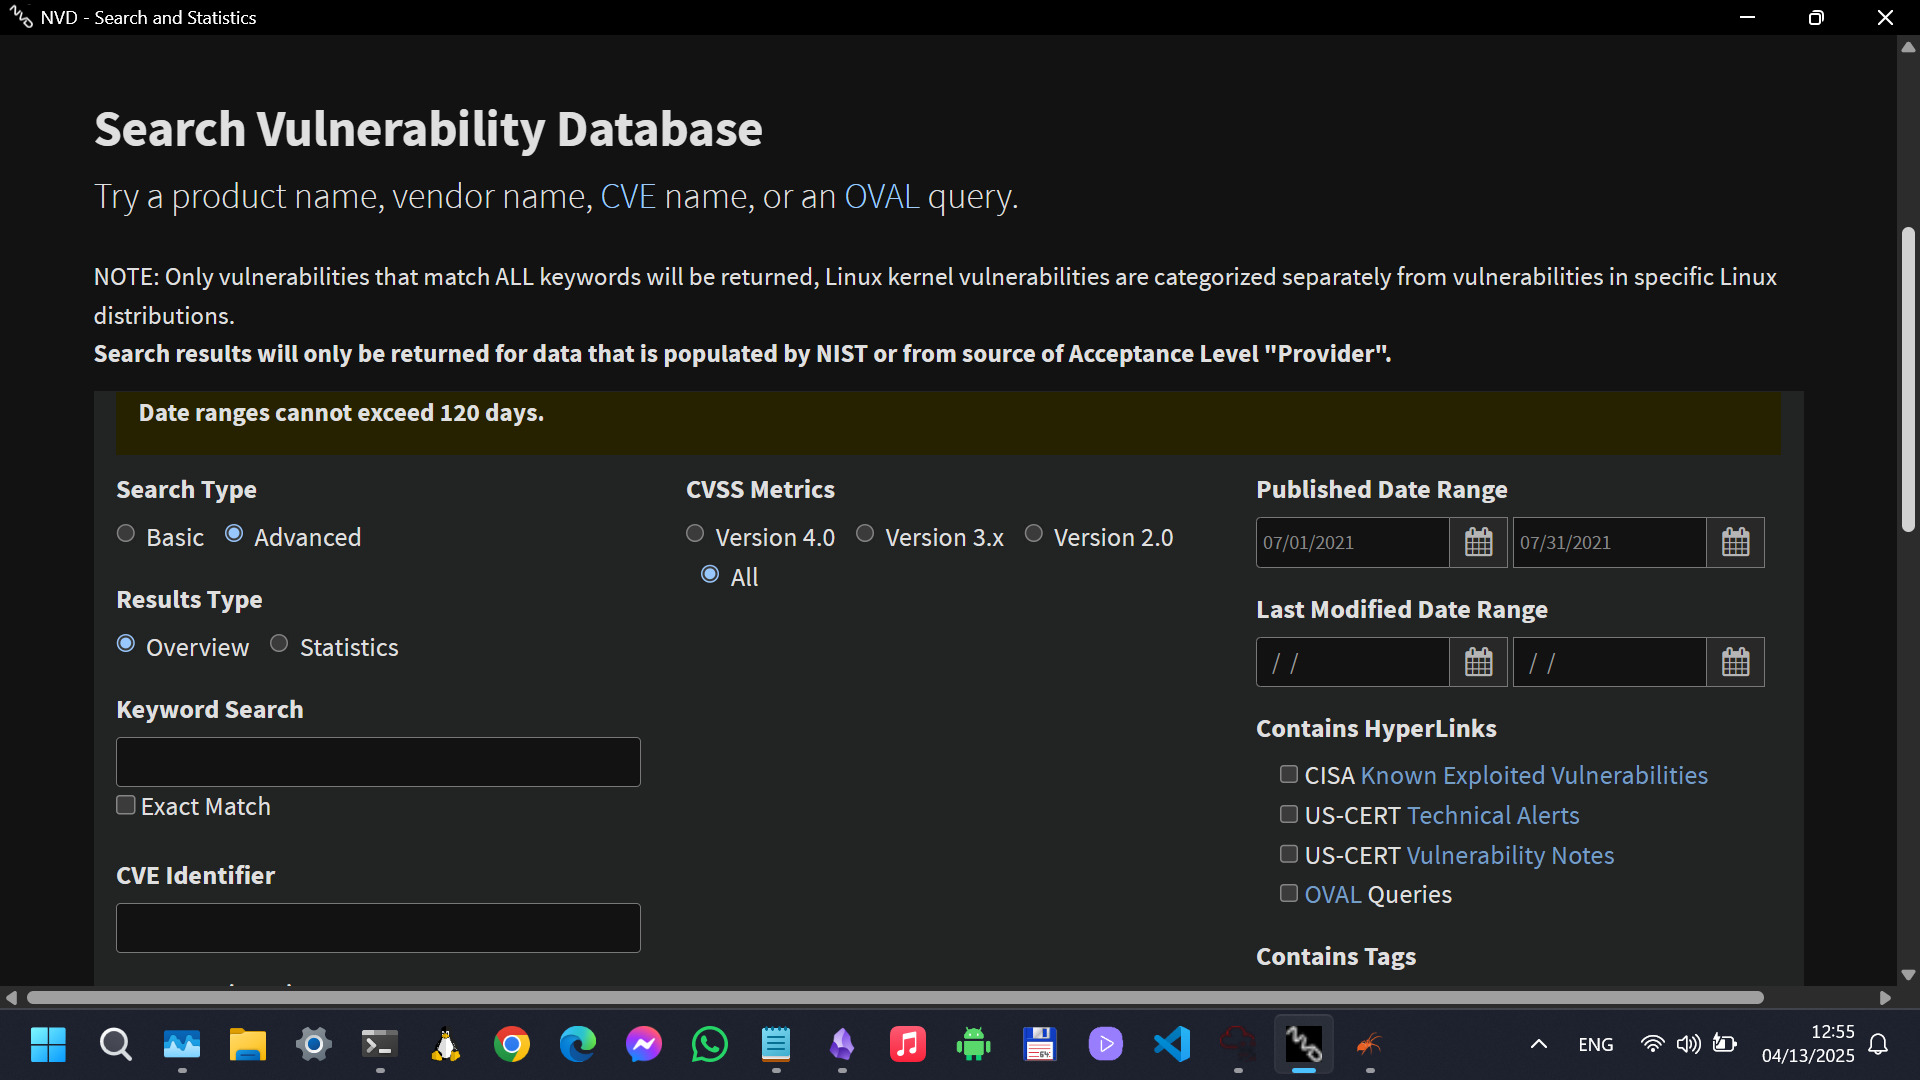 NVD - Search and Statistics
Search Vulnerability Database
Try a product name, vendor name, CVE name, or an OVAL query.
NOTE: Only vulnerabilities that match ALL keywords will be returned, Linux kernel vulnerabilities are categorized separately from vulnerabilities in specific Linux
distributions.
Search results will only be returned for data that is populated by NIST or from source of Acceptance Level "Provider".
Date ranges cannot exceed 120 days.
Search Type
Basic Advanced
Results Type
Overview Statistics
Keyword Search
Exact Match
CVE Identifier
CVSS Metrics
Version 4.0 Version 3.x Version 2.0
All
Published Date Range
07/01/2021 07/31/2021
Last Modified Date Range
/ / / /
Contains HyperLinks
CISA Known Exploited Vulnerabilities
US-CERT Technical Alerts
US-CERT Vulnerability Notes
OVAL Queries
Contains Tags
64
ENG
12:55
04/13/2025